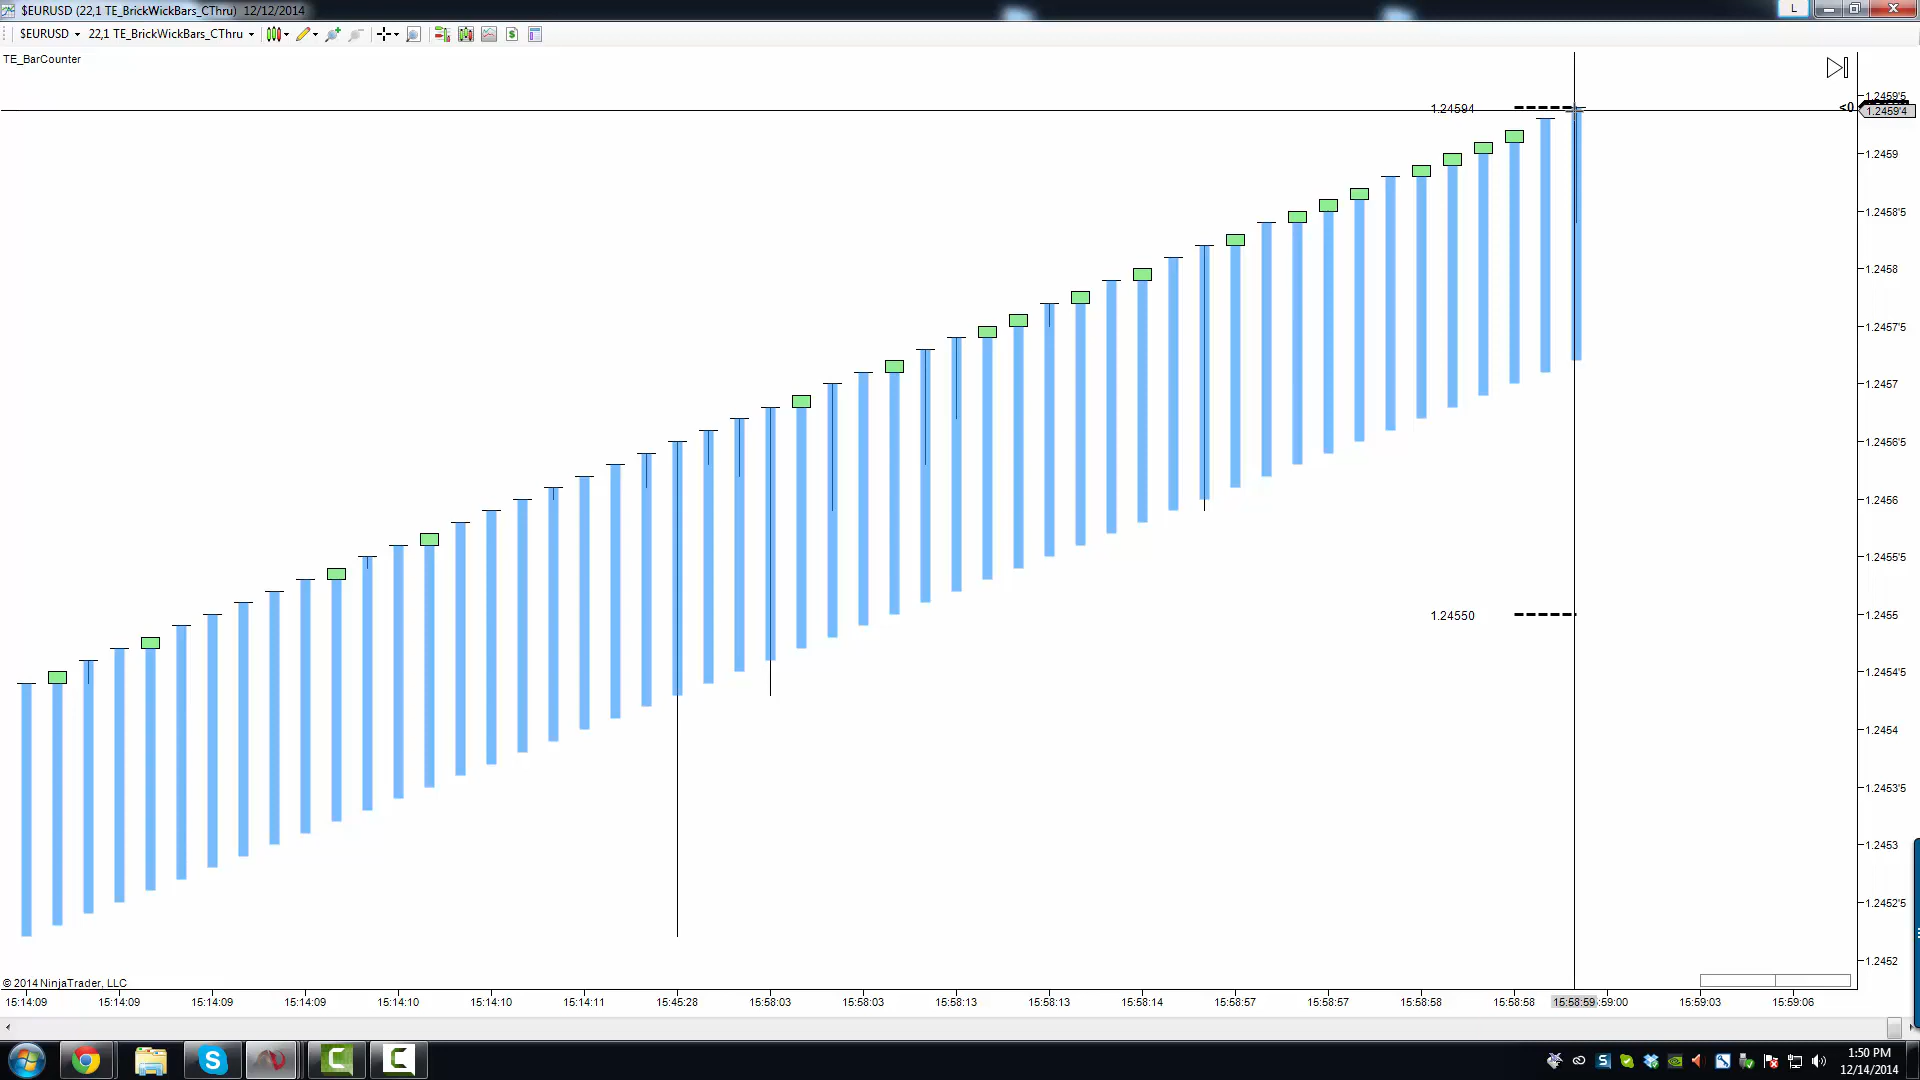 $EURUSD (22,1 TE_BrickWickBars_CThru) 12/12/2014
L
$EURUSD
22,1 TE_BrickWickBars_CThru
TE_BarCounter
1.2459'5
1.24594
<0
1.2459'4
1.2459
1.2458'5
1.2458
1.2457'5
1.2457
1.2456'5
1.2456
1.2455'5
1.24550
1.2455
1.2454'5
1.2454
1.2453'5
1.2453
1.2452'5
1.2452
© 2014 NinjaTrader, LLC
15:14:09 15:14:09 15:14:09 15:14:09 15:14:10 15:14:10 15:14:11 15:45:28 15:58:03 15:58:03 15:58:13 15:58:13 15:58:14 15:58:57 15:58:57 15:58:58 15:58:58 15:58:59 :59:00 15:59:03 15:59:06
1:50 PM
12/14/2014